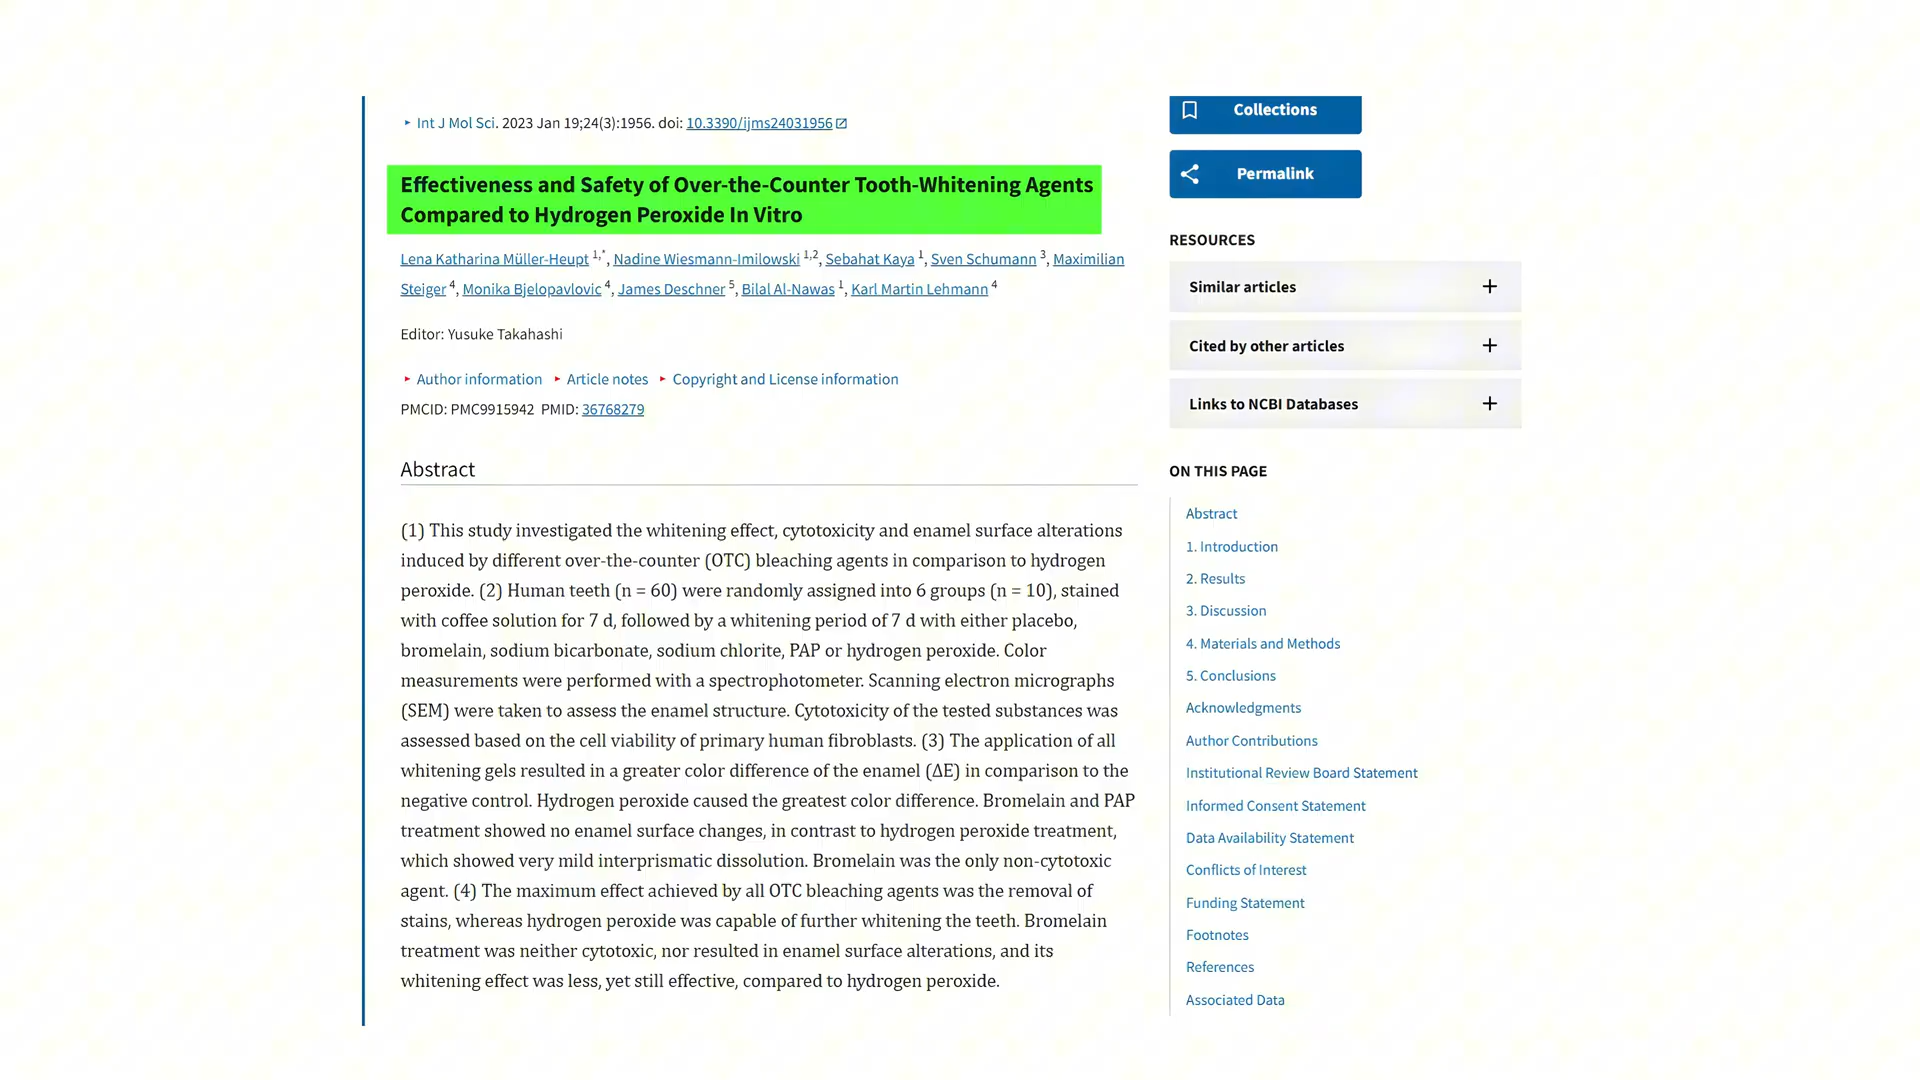 Int J Mol Sci. 2023 Jan 19;24(3):1956. doi: 10.3390/ijms24031956
Effectiveness and Safety of Over-the-Counter Tooth-Whitening Agents
Compared to Hydrogen Peroxide In Vitro
Lena Katharina Müller-Heupt 1,*, Nadine Wiesmann-Imilowski 1,2, Sebahat Kaya 1, Sven Schumann 3, Maximilian
Steiger 4, Monika Bjelopavlovic 4, James Deschner 5, Bilal Al-Nawas 1, Karl Martin Lehmann 4
Editor: Yusuke Takahashi
Author information Article notes Copyright and License information
PMCID: PMC9915942 PMID: 36768279
Abstract
(1) This study investigated the whitening effect, cytotoxicity and enamel surface alterations
induced by different over-the-counter (OTC) bleaching agents in comparison to hydrogen
peroxide. (2) Human teeth (n = 60) were randomly assigned into 6 groups (n = 10), stained
with coffee solution for 7 d, followed by a whitening period of 7 d with either placebo,
bromelain, sodium bicarbonate, sodium chlorite, PAP or hydrogen peroxide. Color
measurements were performed with a spectrophotometer. Scanning electron micrographs
(SEM) were taken to assess the enamel structure. Cytotoxicity of the tested substances was
assessed based on the cell viability of primary human fibroblasts. (3) The application of all
whitening gels resulted in a greater color difference of the enamel (ΔE) in comparison to the
negative control. Hydrogen peroxide caused the greatest color difference. Bromelain and PAP
treatment showed no enamel surface changes, in contrast to hydrogen peroxide treatment,
which showed very mild interprismatic dissolution. Bromelain was the only non-cytotoxic
agent. (4) The maximum effect achieved by all OTC bleaching agents was the removal of
stains, whereas hydrogen peroxide was capable of further whitening the teeth. Bromelain
treatment was neither cytotoxic, nor resulted in enamel surface alterations, and its
whitening effect was less, yet still effective, compared to hydrogen peroxide.
Collections
Permalink
RESOURCES
Similar articles +
Cited by other articles +
Links to NCBI Databases +
ON THIS PAGE
Abstract
1. Introduction
2. Results
3. Discussion
4. Materials and Methods
5. Conclusions
Acknowledgments
Author Contributions
Institutional Review Board Statement
Informed Consent Statement
Data Availability Statement
Conflicts of Interest
Funding Statement
Footnotes
References
Associated Data